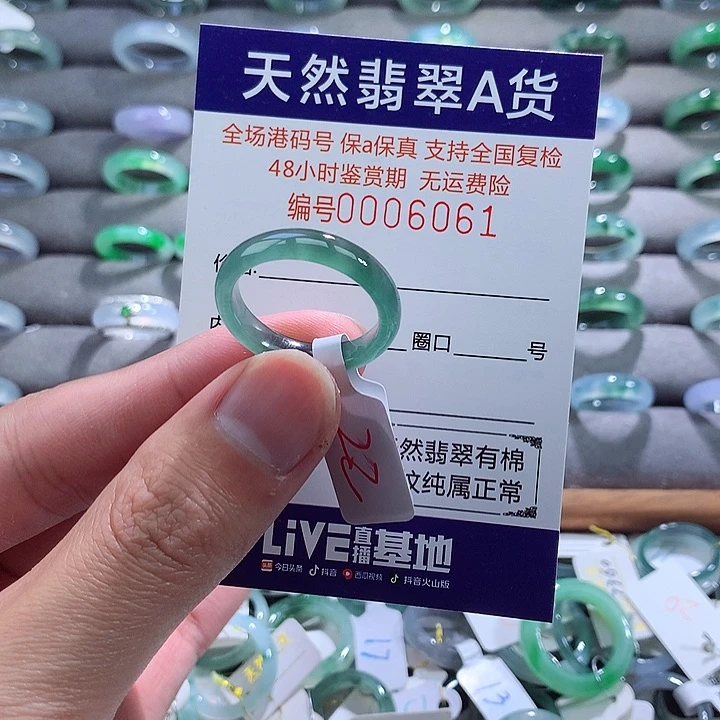 天然翡翠A货
全场港码号 保a保真 支持全国复检
48小时鉴赏期 无运费险
编号0006061
圈口 号
然翡翠有棉
纹纯属正常
22
LiVE直播基地
头条 今日头条 抖音 西瓜视频 抖音火山版
17
13